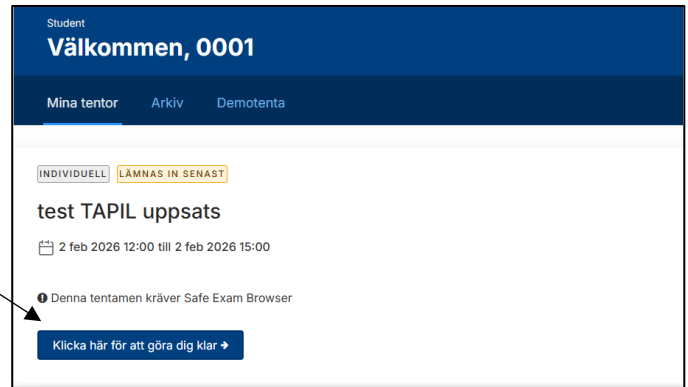 Student
Välkommen, 0001
Mina tentor Arkiv Demotenta
INDIVIDUELL LÄMNAS IN SENAST
test TAPIL uppsats
2 feb 2026 12:00 till 2 feb 2026 15:00
Denna tentamen kräver Safe Exam Browser
Klicka här för att göra dig klar →